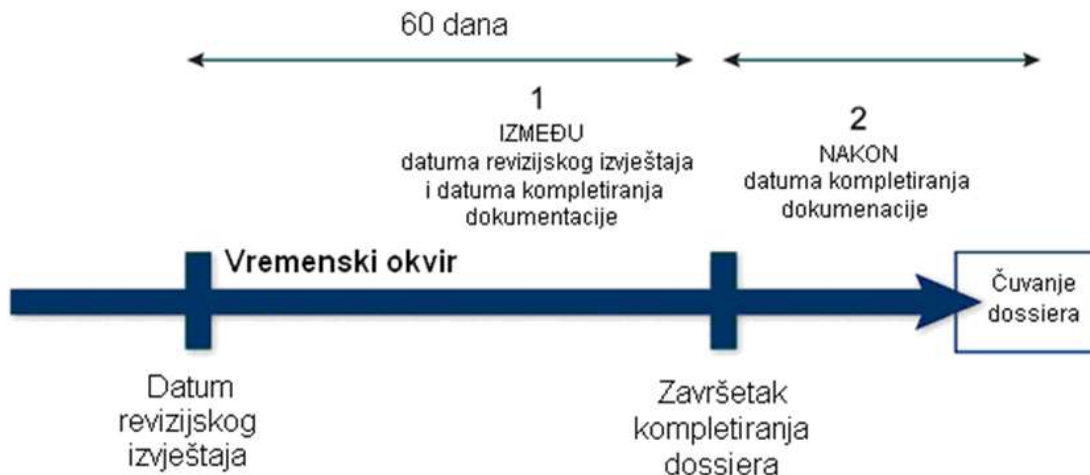 60 dana
1
IZMEĐU
datuma revizijskog izvještaja
i datuma kompletiranja
dokumentacije
2
NAKON
datuma kompletiranja
dokumenacije
Vremenski okvir
Čuvanje
dossiera
Datum
revizijskog
izvještaja
Završetak
kompletiranja
dossiera